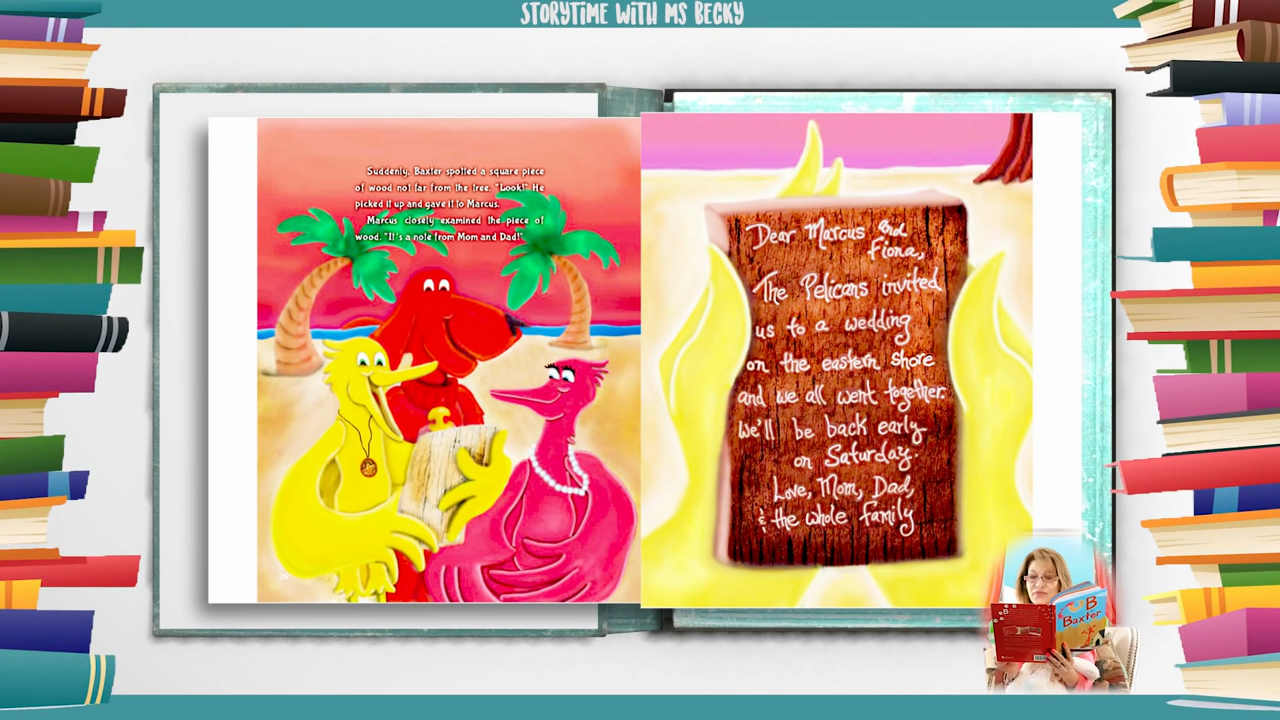 STORYTIME WITH MS BECKY
Suddenly, Baxter spotted a square piece
of wood not far from the tree. "Look!" He
picked it up and gave it to Marcus.
Marcus closely examined the piece of
wood. "It's a note from Mom and Dad!"
Dear Marcus and
Fiona,
The Pelicans invited
us to a wedding
on the eastern shore
and we all went together.
We'll be back early
on Saturday.
Love, Mom, Dad,
& the whole family
B
Baxter